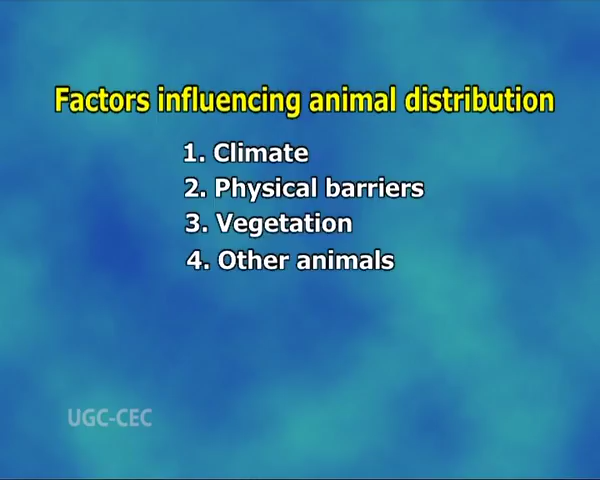 Factors influencing animal distribution
1. Climate
2. Physical barriers
3. Vegetation
4. Other animals
UGC-CEC